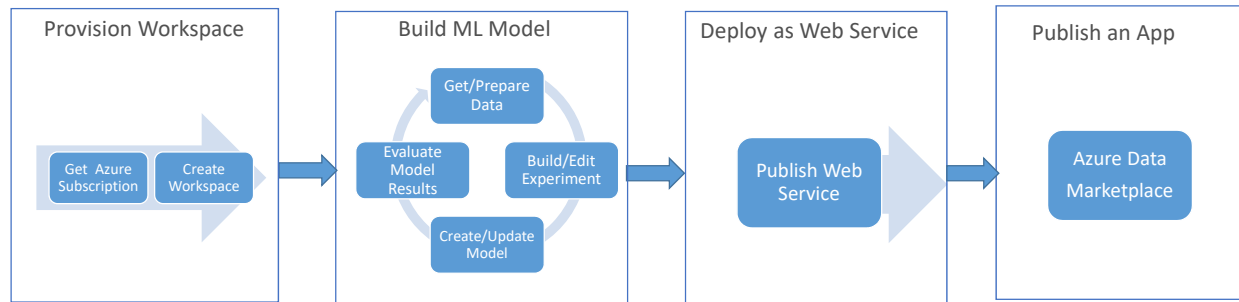 Provision Workspace
Get Azure
Subscription
Create
Workspace
Build ML Model
Get/Prepare
Data
Build/Edit
Experiment
Create/Update
Model
Evaluate
Model
Results
Deploy as Web Service
Publish Web
Service
Publish an App
Azure Data
Marketplace